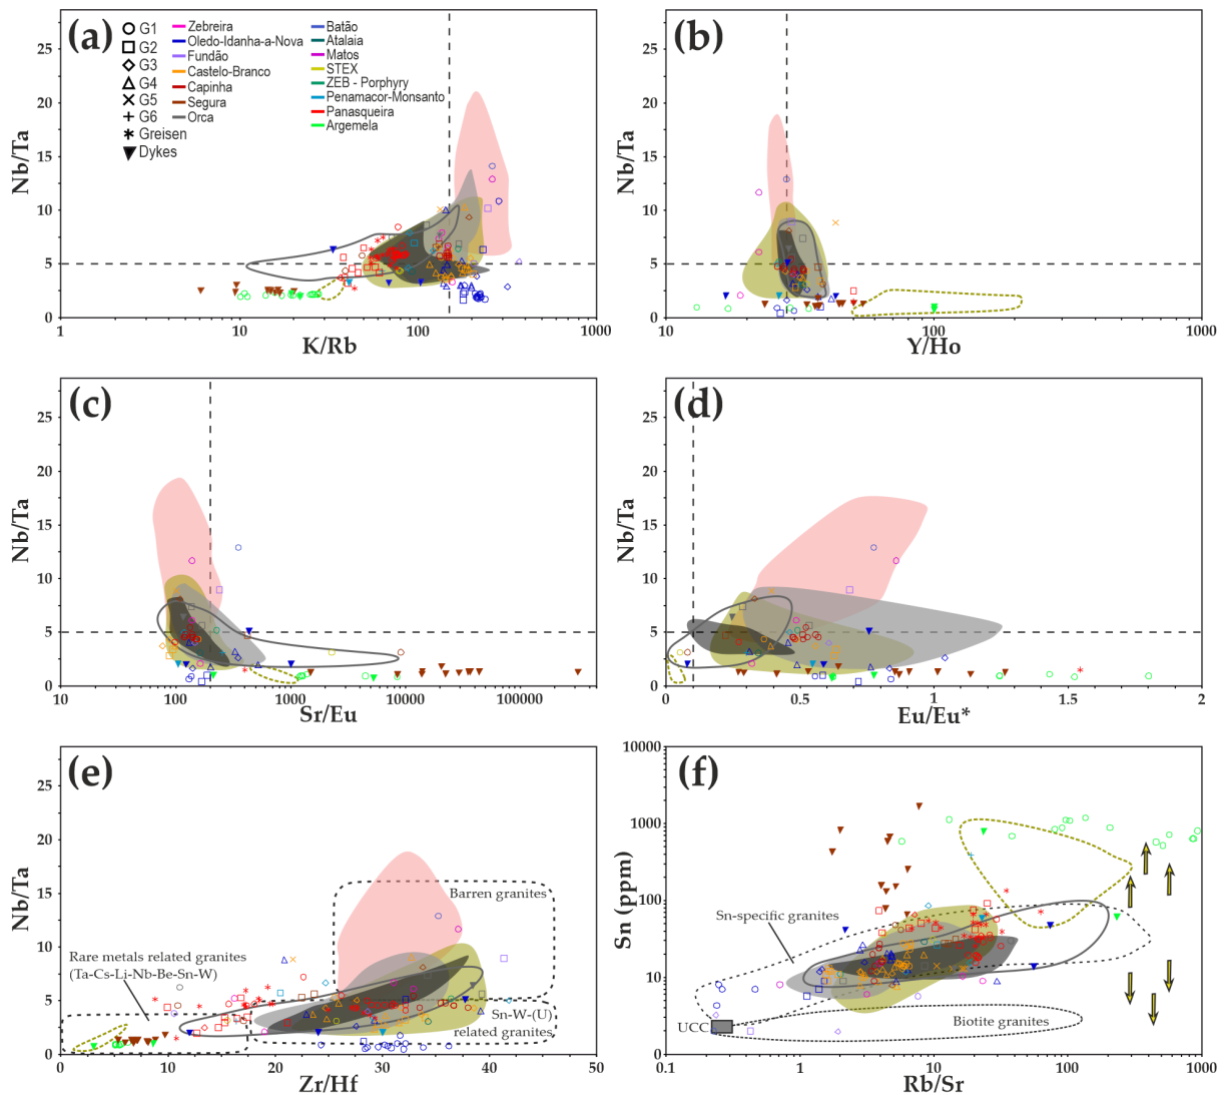 (a)
G1
G2
G3
G4
G5
G6
Greisen
Dykes
Zebreira
Oledo-Idanha-a-Nova
Fundão
Castelo-Branco
Capinha
Segura
Orca
Batão
Atalaia
Matos
STEX
ZEB - Porphyry
Penamacor-Monsanto
Panasqueira
Argemela
Nb/Ta
25
20
15
10
5
0
1
10
100
1000
K/Rb
(b)
Nb/Ta
25
20
15
10
5
0
10
100
1000
Y/Ho
(c)
Nb/Ta
25
20
15
10
5
0
10
100
1000
10000
100000
Sr/Eu
(d)
Nb/Ta
25
20
15
10
5
0
0
0.5
1
1.5
2
Eu/Eu*
(e)
Nb/Ta
25
20
15
10
5
0
Barren granites
Rare metals related granites
(Ta-Cs-Li-Nb-Be-Sn-W)
Sn-W-(U)
related granites
0
10
20
30
40
50
Zr/Hf
(f)
Sn (ppm)
10000
1000
100
10
0
Sn-specific granites
UCC
Biotite granites
0.1
1
10
100
1000
Rb/Sr